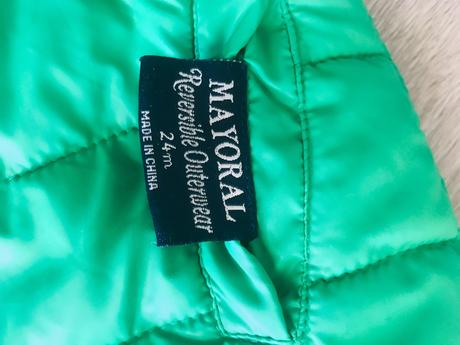 MAYORAL
Reversible Outerwear
24m
MADE IN CHINA